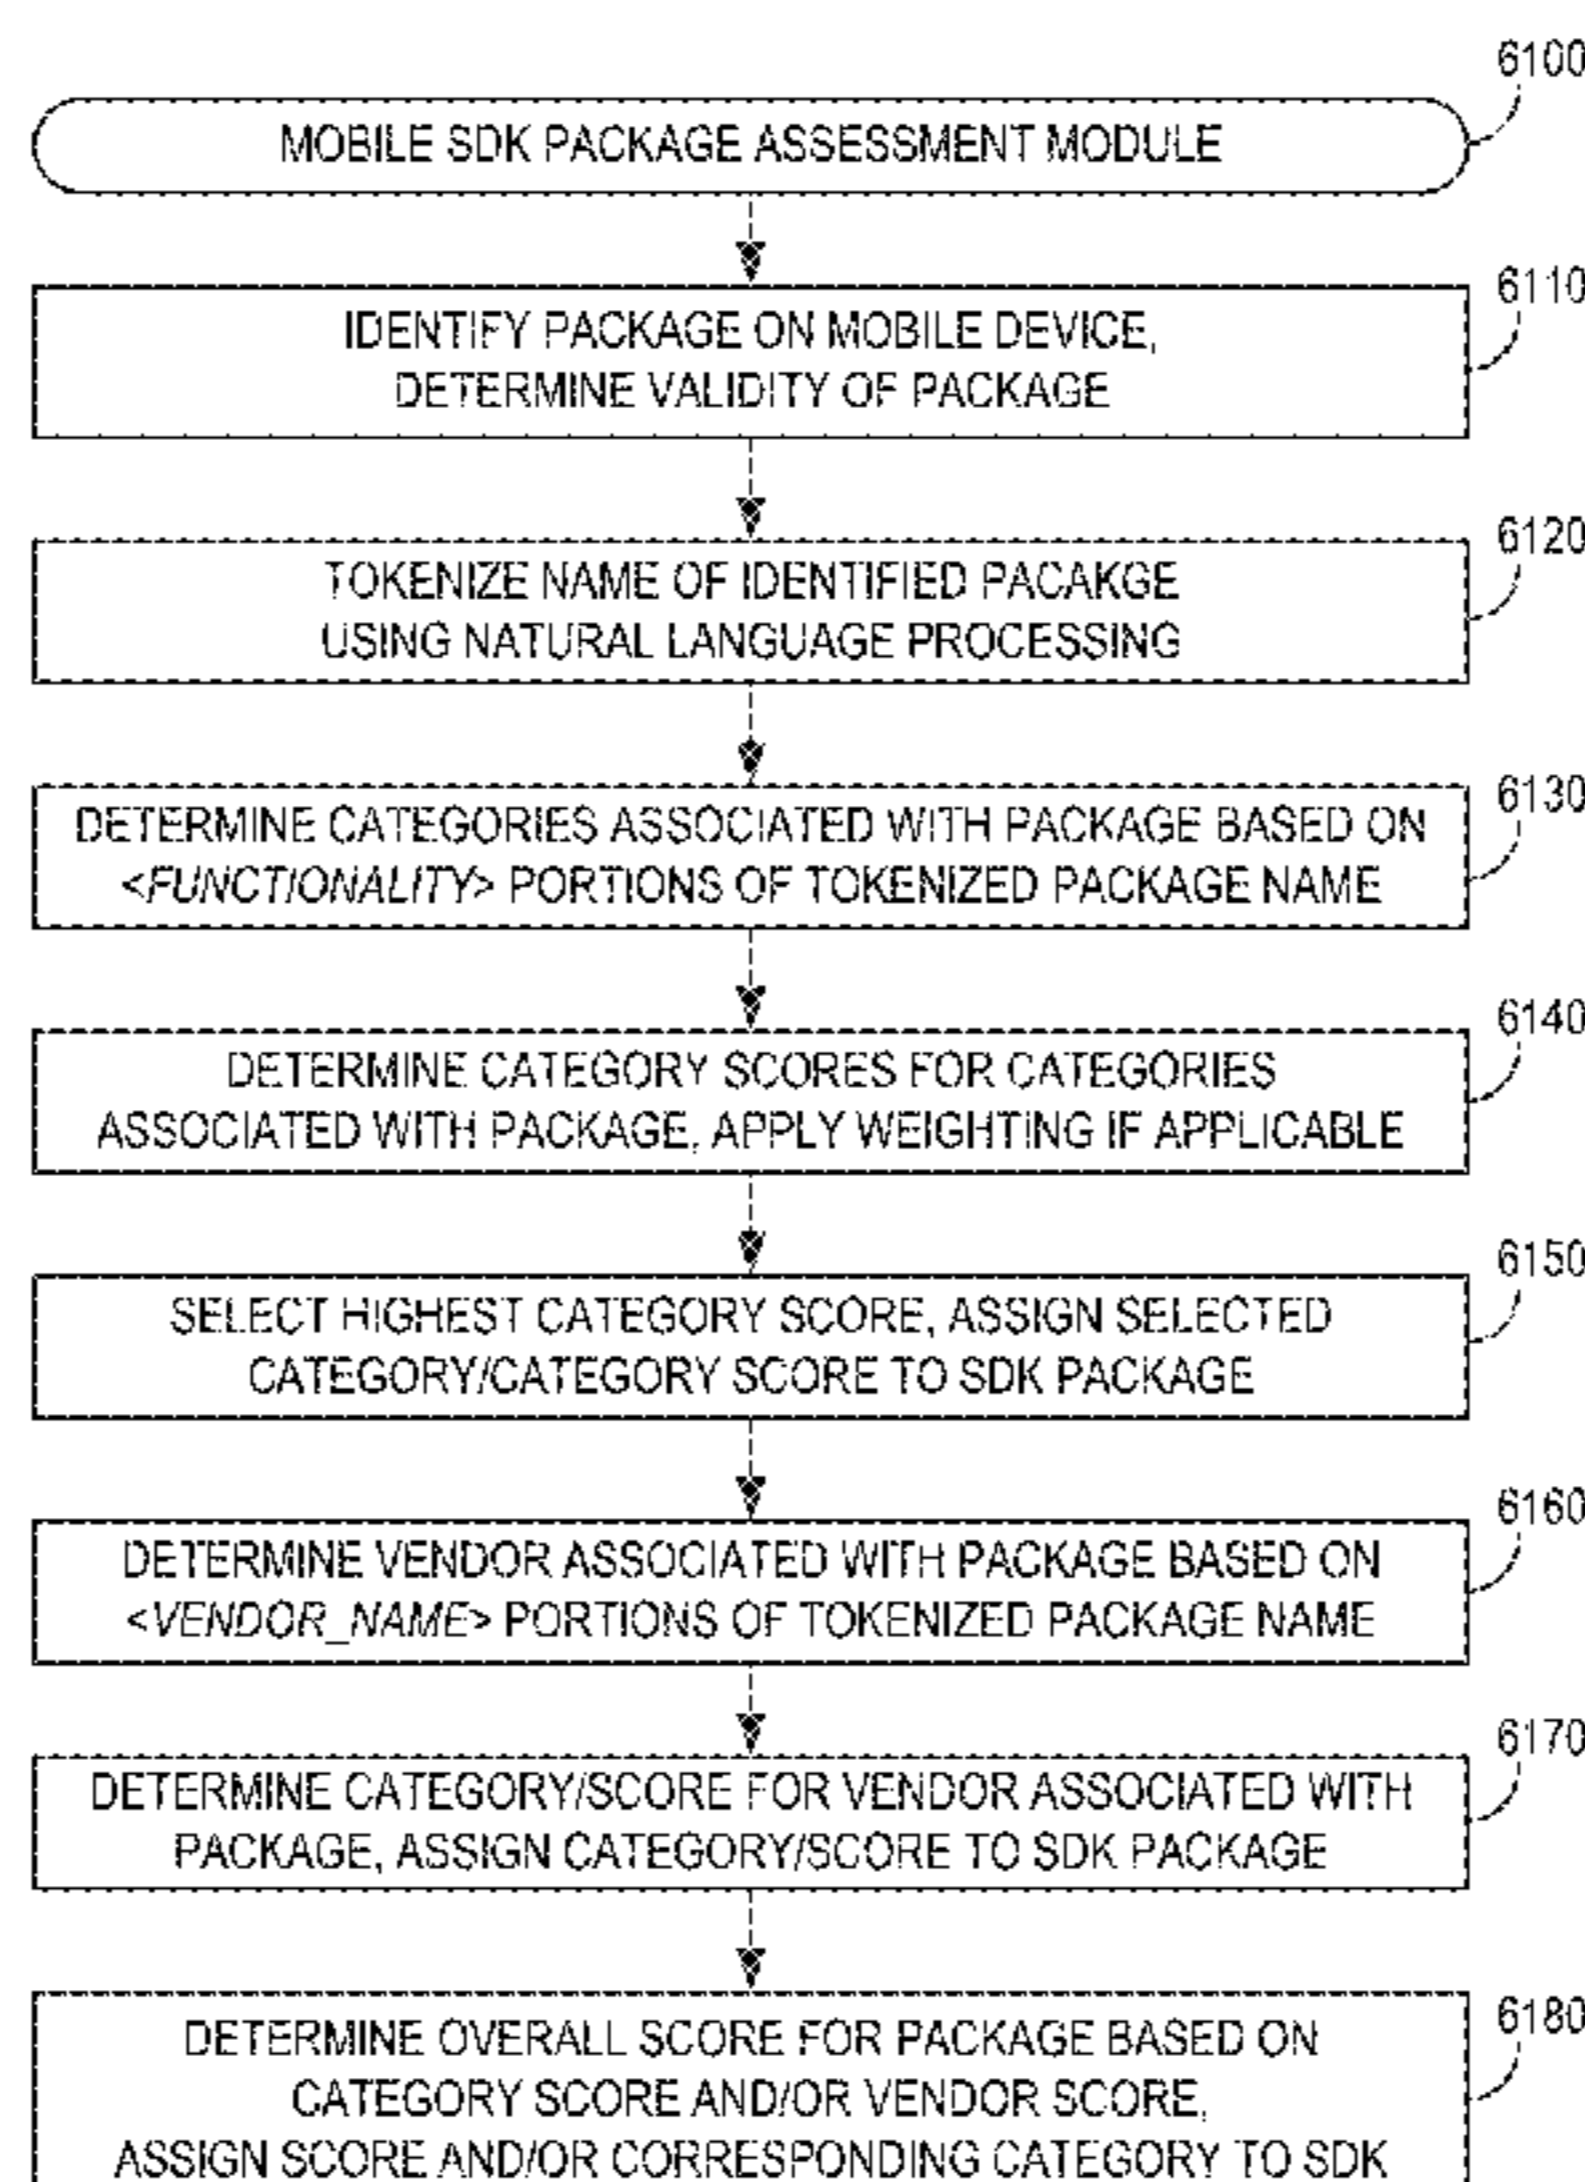 6100
MOBILE SDK PACKAGE ASSESSMENT MODULE
6110
IDENTIFY PACKAGE ON MOBILE DEVICE,
DETERMINE VALIDITY OF PACKAGE
6120
TOKENIZE NAME OF IDENTIFIED PACAKGE
USING NATURAL LANGUAGE PROCESSING
6130
DETERMINE CATEGORIES ASSOCIATED WITH PACKAGE BASED ON
<FUNCTIONALITY> PORTIONS OF TOKENIZED PACKAGE NAME
6140
DETERMINE CATEGORY SCORES FOR CATEGORIES
ASSOCIATED WITH PACKAGE, APPLY WEIGHTING IF APPLICABLE
6150
SELECT HIGHEST CATEGORY SCORE, ASSIGN SELECTED
CATEGORY/CATEGORY SCORE TO SDK PACKAGE
6160
DETERMINE VENDOR ASSOCIATED WITH PACKAGE BASED ON
<VENDOR_NAME> PORTIONS OF TOKENIZED PACKAGE NAME
6170
DETERMINE CATEGORY/SCORE FOR VENDOR ASSOCIATED WITH
PACKAGE, ASSIGN CATEGORY/SCORE TO SDK PACKAGE
6180
DETERMINE OVERALL SCORE FOR PACKAGE BASED ON
CATEGORY SCORE AND/OR VENDOR SCORE,
ASSIGN SCORE AND/OR CORRESPONDING CATEGORY TO SDK